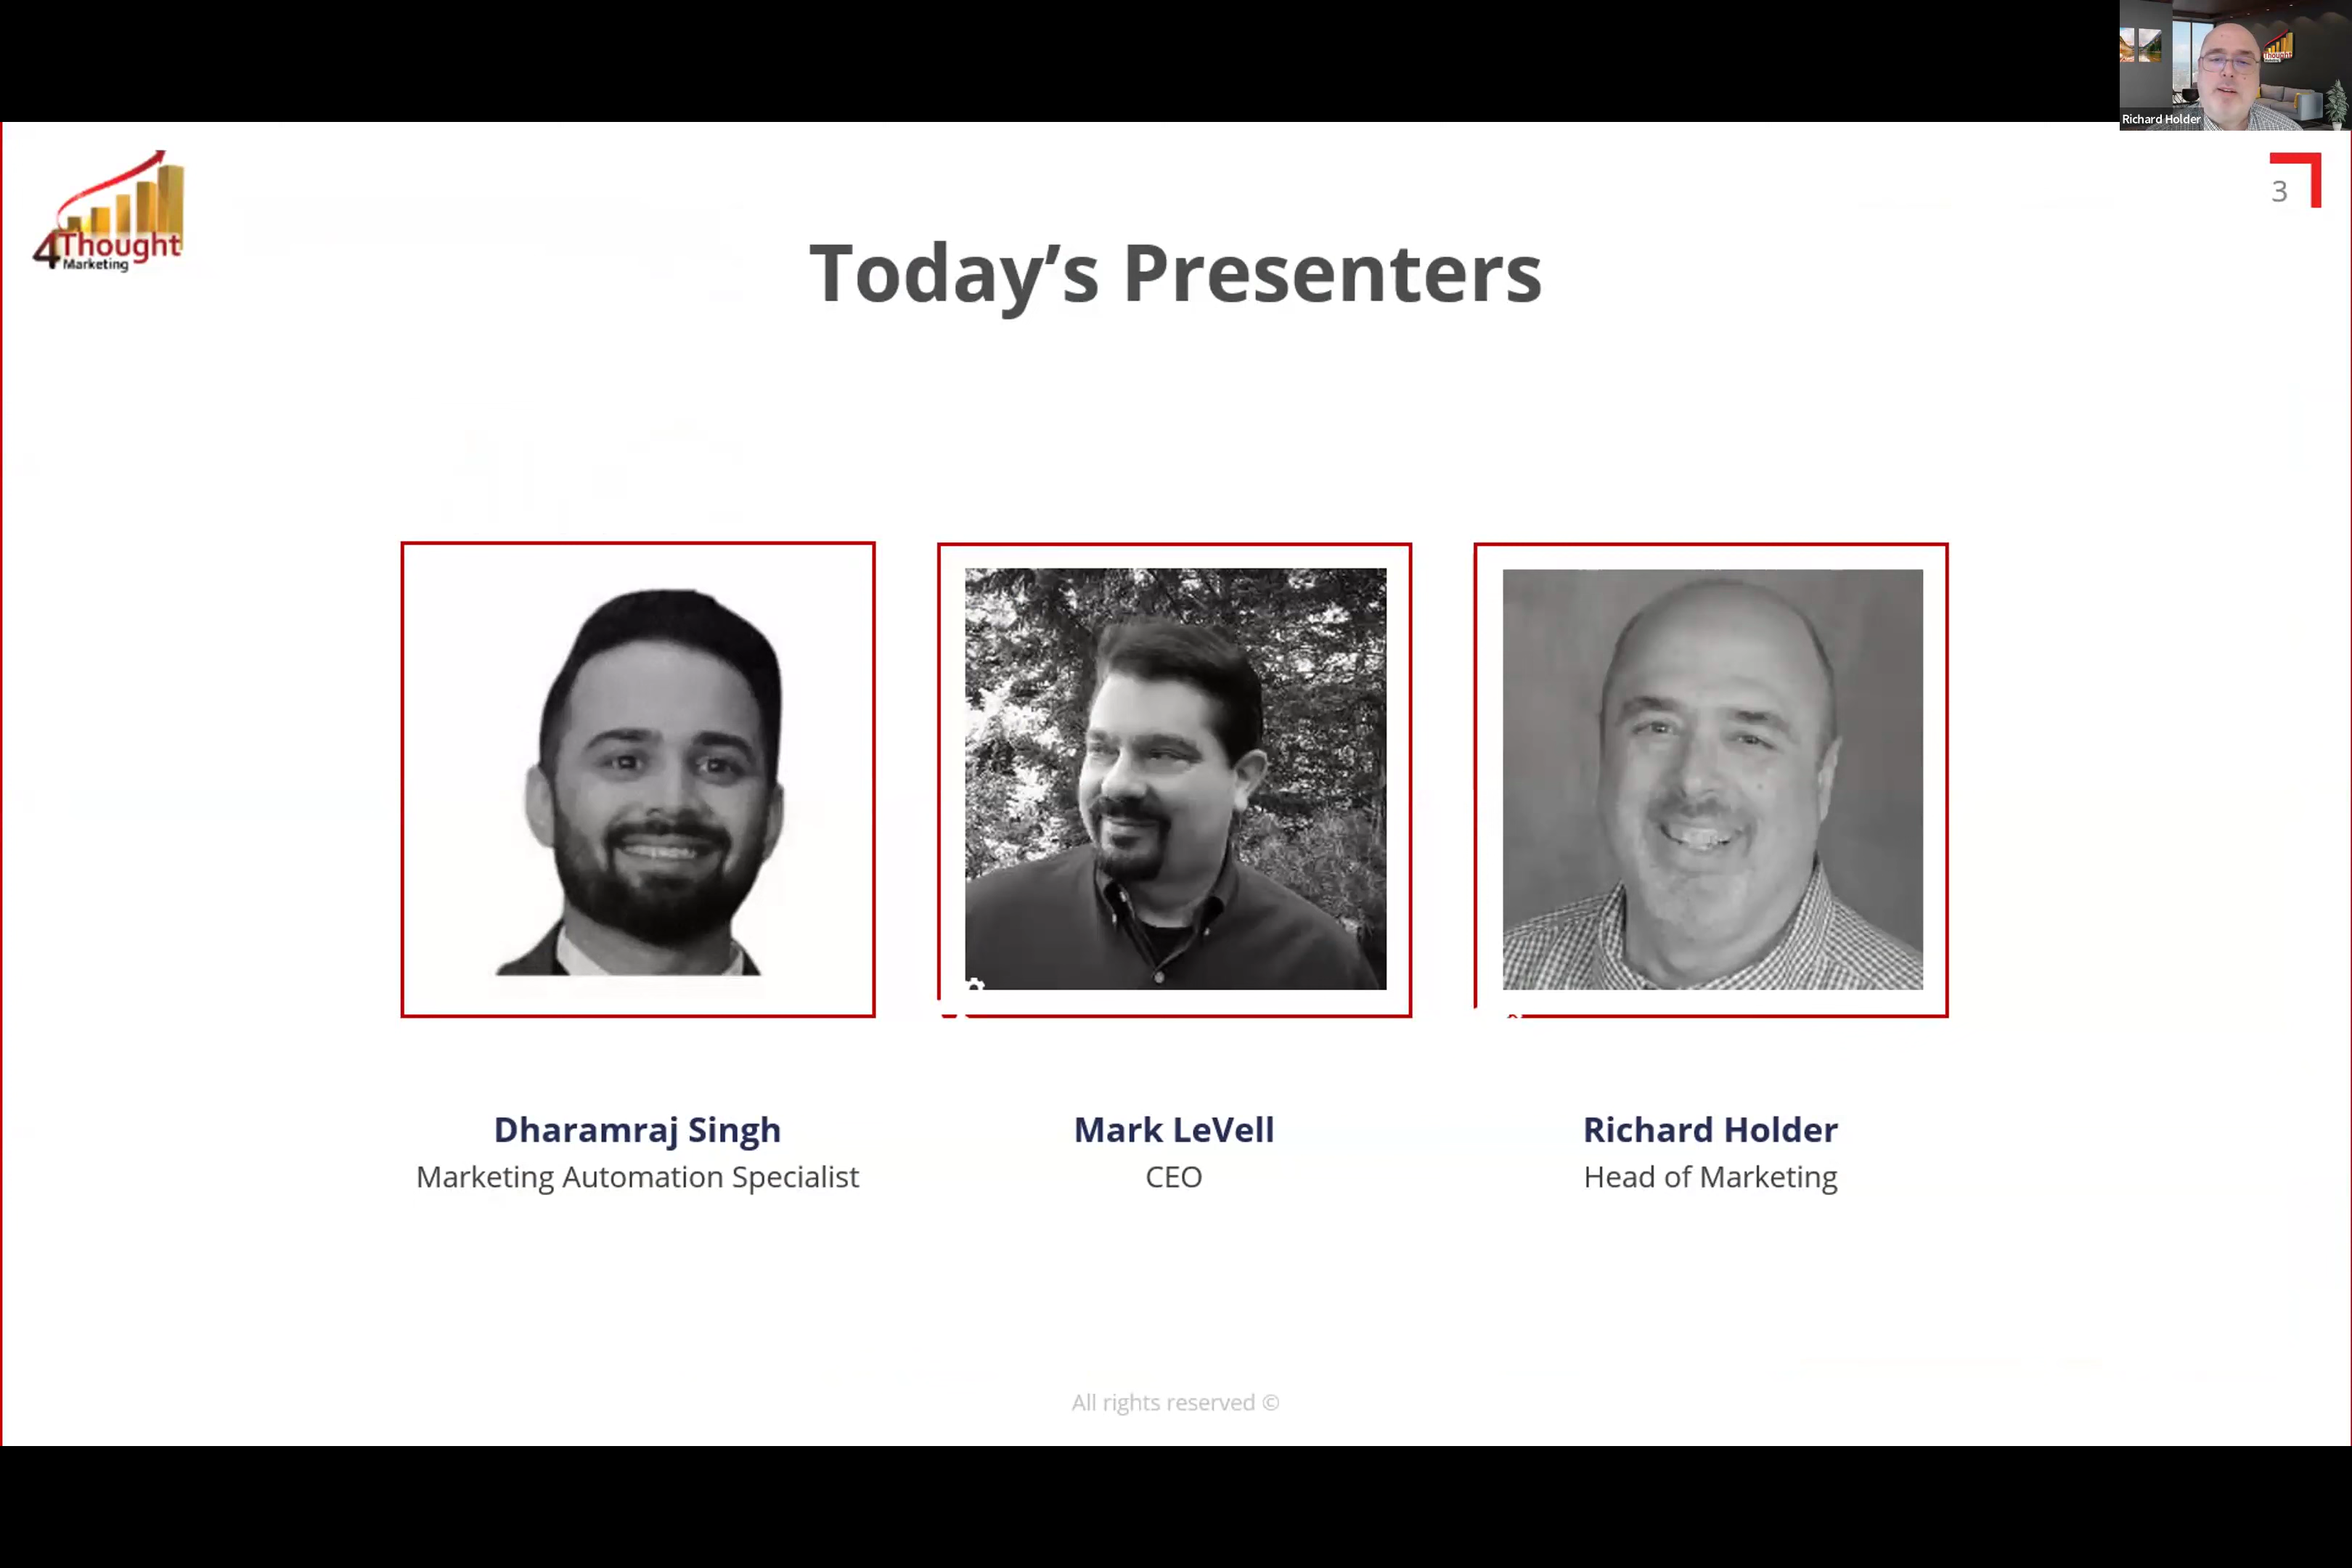 Richard Holder
4Thought
Marketing
3
Today’s Presenters
Dharamraj Singh
Marketing Automation Specialist
Mark LeVell
CEO
Richard Holder
Head of Marketing
All rights reserved ©